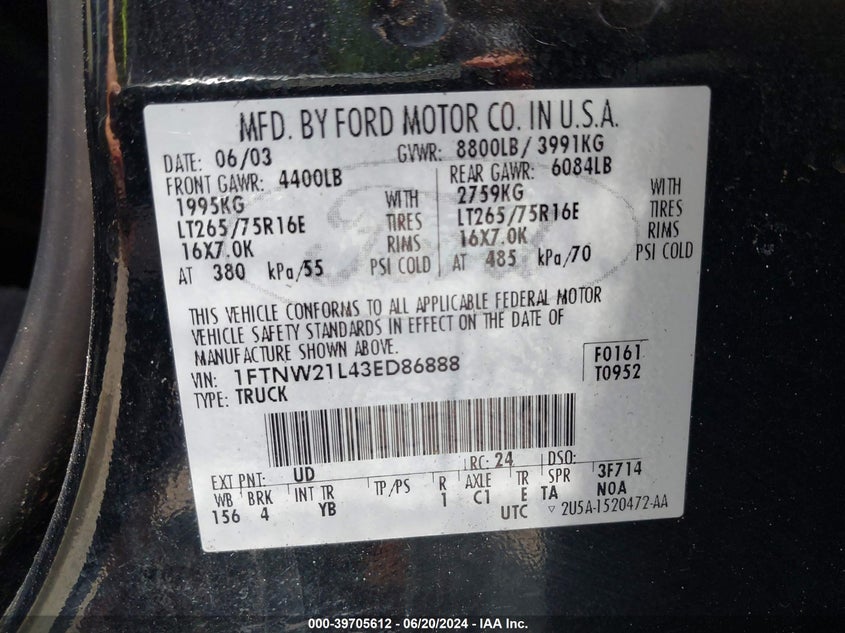 MFD. BY FORD MOTOR CO. IN U.S.A.
DATE: 06/03 GVWR: 8800LB/ 3991KG
FRONT GAWR: 4400LB REAR GAWR: 6084LB
1995KG WITH 2759KG WITH
LT265/75R16E TIRES LT265/75R16E TIRES
16X7.0K RIMS 16X7.0K RIMS
AT 380 kPa/55 PSI COLD AT 485 kPa/70 PSI COLD
THIS VEHICLE CONFORMS TO ALL APPLICABLE FEDERAL MOTOR
VEHICLE SAFETY STANDARDS IN EFFECT ON THE DATE OF
MANUFACTURE SHOWN ABOVE.
VIN: 1FTNW21L43ED86888 F0161
TYPE: TRUCK T0952
EXT PNT: UD RC: 24 DSO:
WB BRK INT TR TP/PS R AXLE TR SPR 3F714
156 4 YB 1 C1 E TA NOA
UTC ▽ 2U5A-1520472-AA
000-39705612 - 06/20/2024 - IAA Inc.